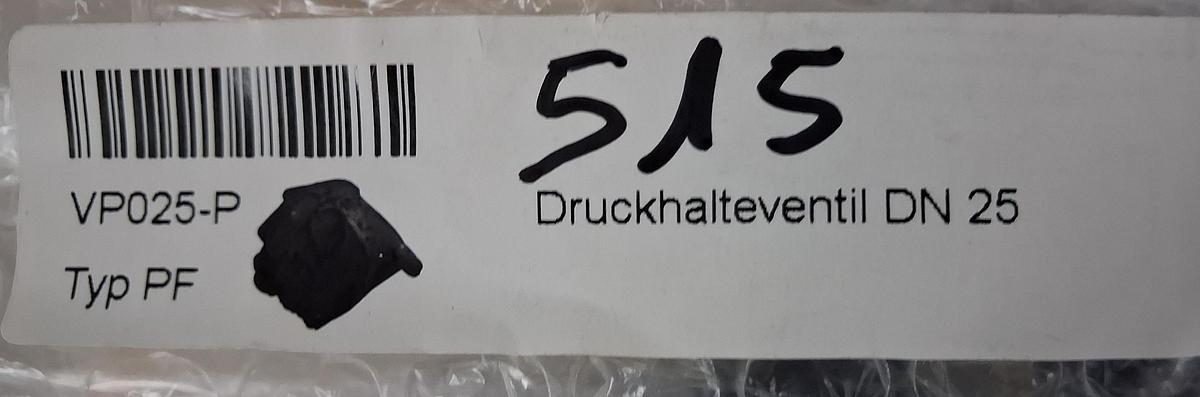 515
VP025-P
Druckhalteventil DN 25
Typ PF